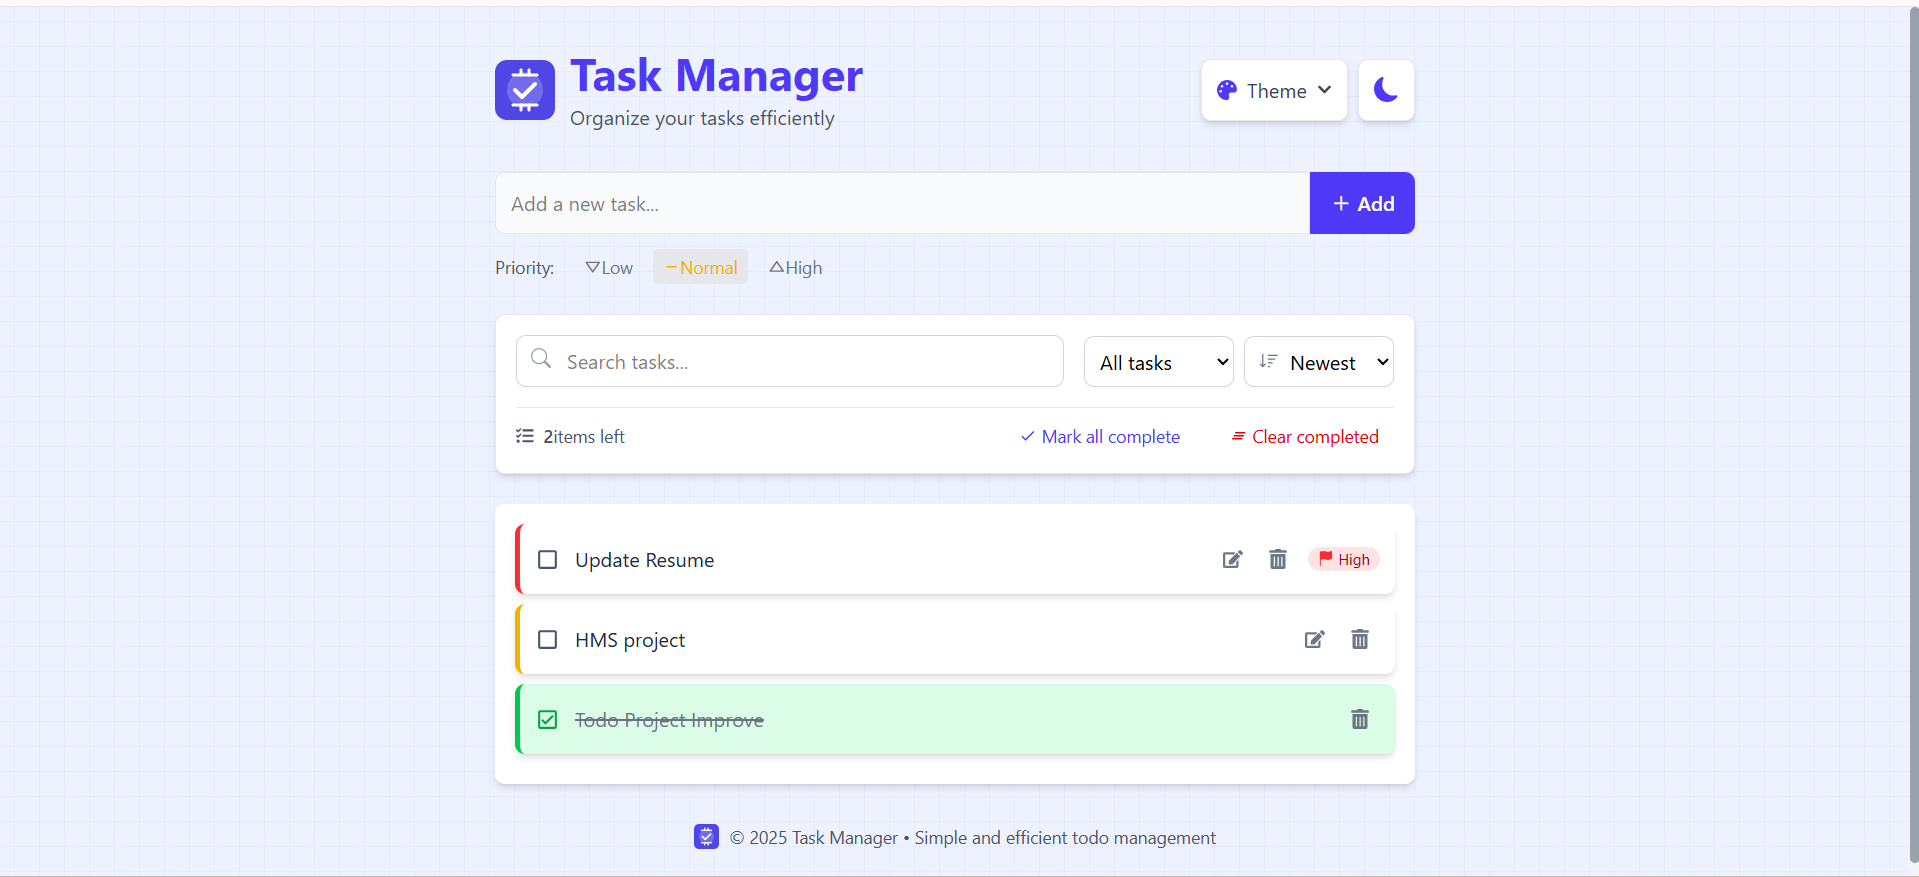 Task Manager
Organize your tasks efficiently
Theme
Add a new task...
Add
Priority: Low Normal High
Search tasks...
All tasks
Newest
2items left
Mark all complete
Clear completed
Update Resume
High
HMS project
Todo Project Improve
© 2025 Task Manager • Simple and efficient todo management